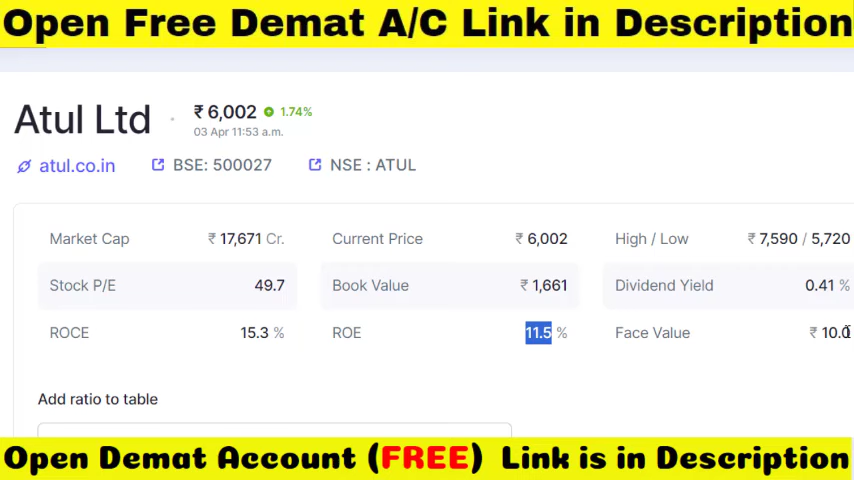 Open Free Demat A/C Link in Description
Atul Ltd ₹ 6,002 1.74%
03 Apr 11:53 a.m.
atul.co.in BSE: 500027 NSE : ATUL
Market Cap ₹ 17,671 Cr. Current Price ₹ 6,002 High / Low ₹ 7,590 / 5,720
Stock P/E 49.7 Book Value ₹ 1,661 Dividend Yield 0.41 %
ROCE 15.3 % ROE 11.5 % Face Value ₹ 10.0
Add ratio to table
Open Demat Account (FREE) Link is in Description